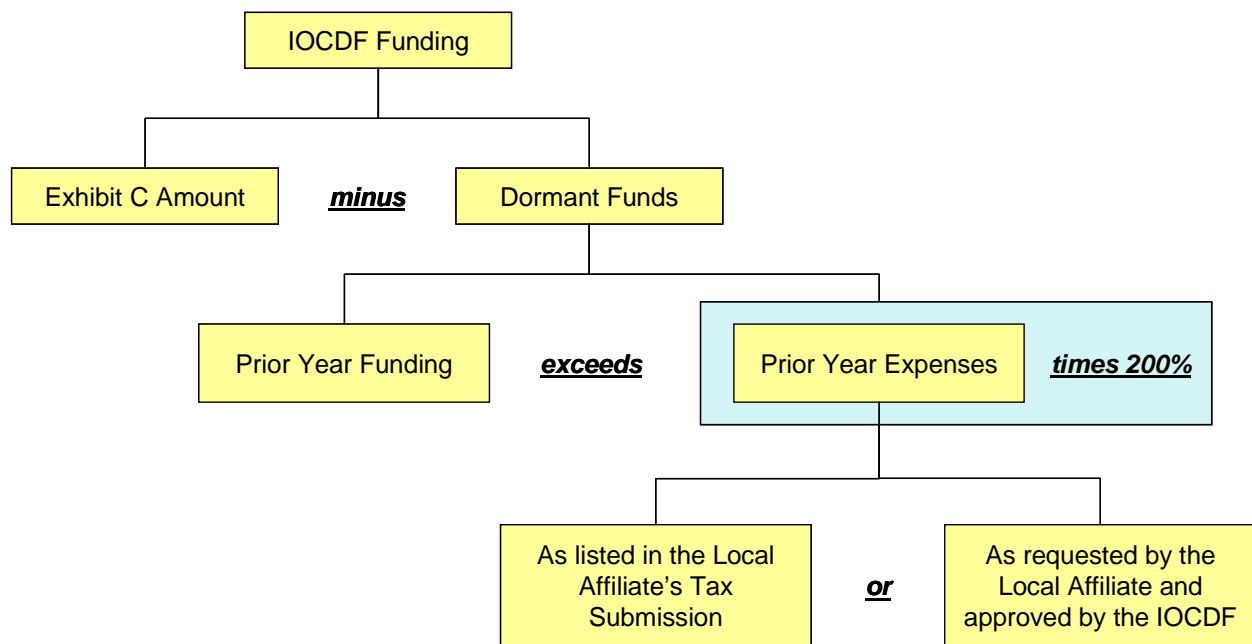 IOCDF Funding
Exhibit C Amount
minus
Dormant Funds
Prior Year Funding
exceeds
Prior Year Expenses
times 200%
As listed in the Local
Affiliate's Tax
Submission
or
As requested by the
Local Affiliate and
approved by the IOCDF